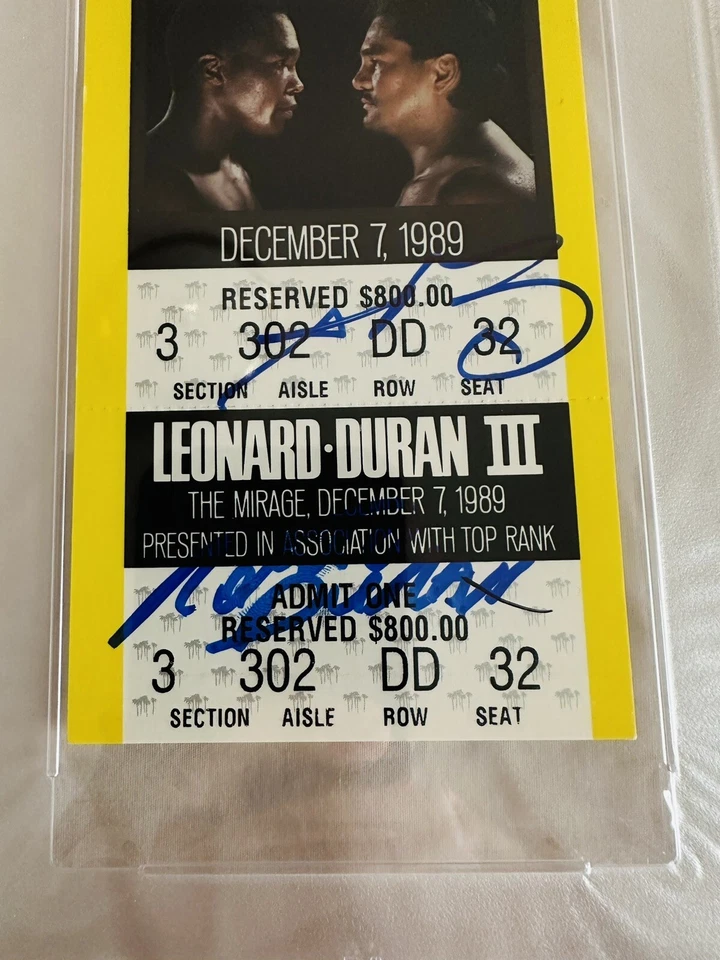 DECEMBER 7, 1989
RESERVED $800.00
3 302 DD 32
SECTION AISLE ROW SEAT
LEONARD·DURAN III
THE MIRAGE, DECEMBER 7, 1989
PRESENTED IN ASSOCIATION WITH TOP RANK
ADMIT ONE
RESERVED $800.00
3 302 DD 32
SECTION AISLE ROW SEAT